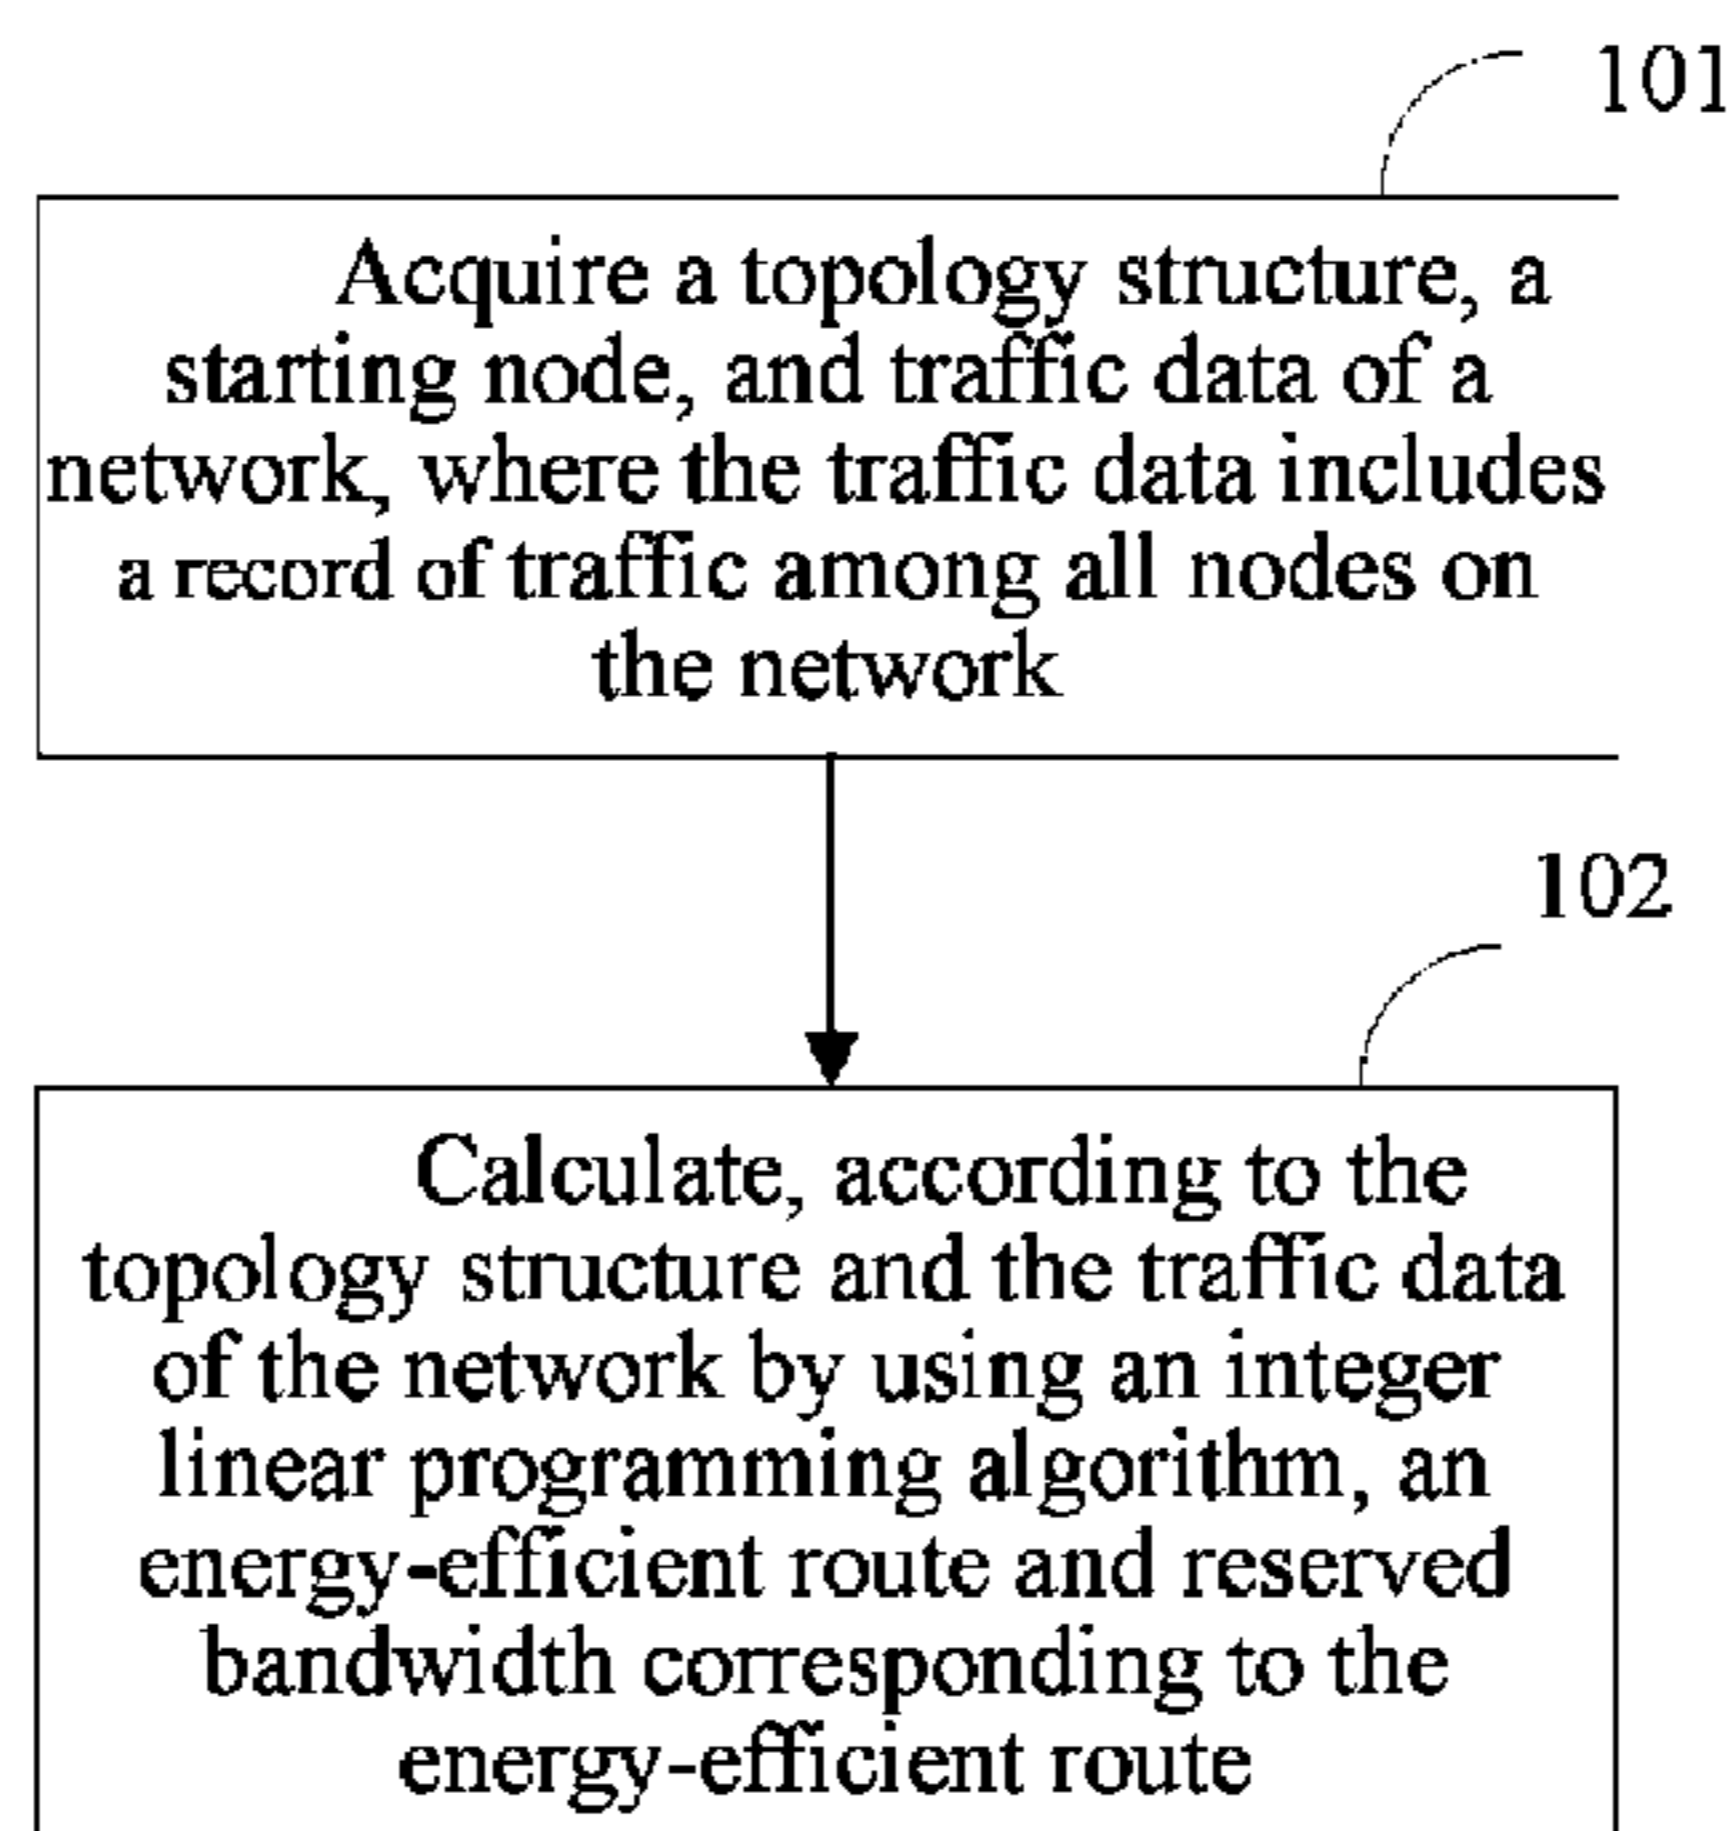 101
Acquire a topology structure, a
starting node, and traffic data of a
network, where the traffic data includes
a record of traffic among all nodes on
the network
102
Calculate, according to the
topology structure and the traffic data
of the network by using an integer
linear programming algorithm, an
energy-efficient route and reserved
bandwidth corresponding to the
energy-efficient route